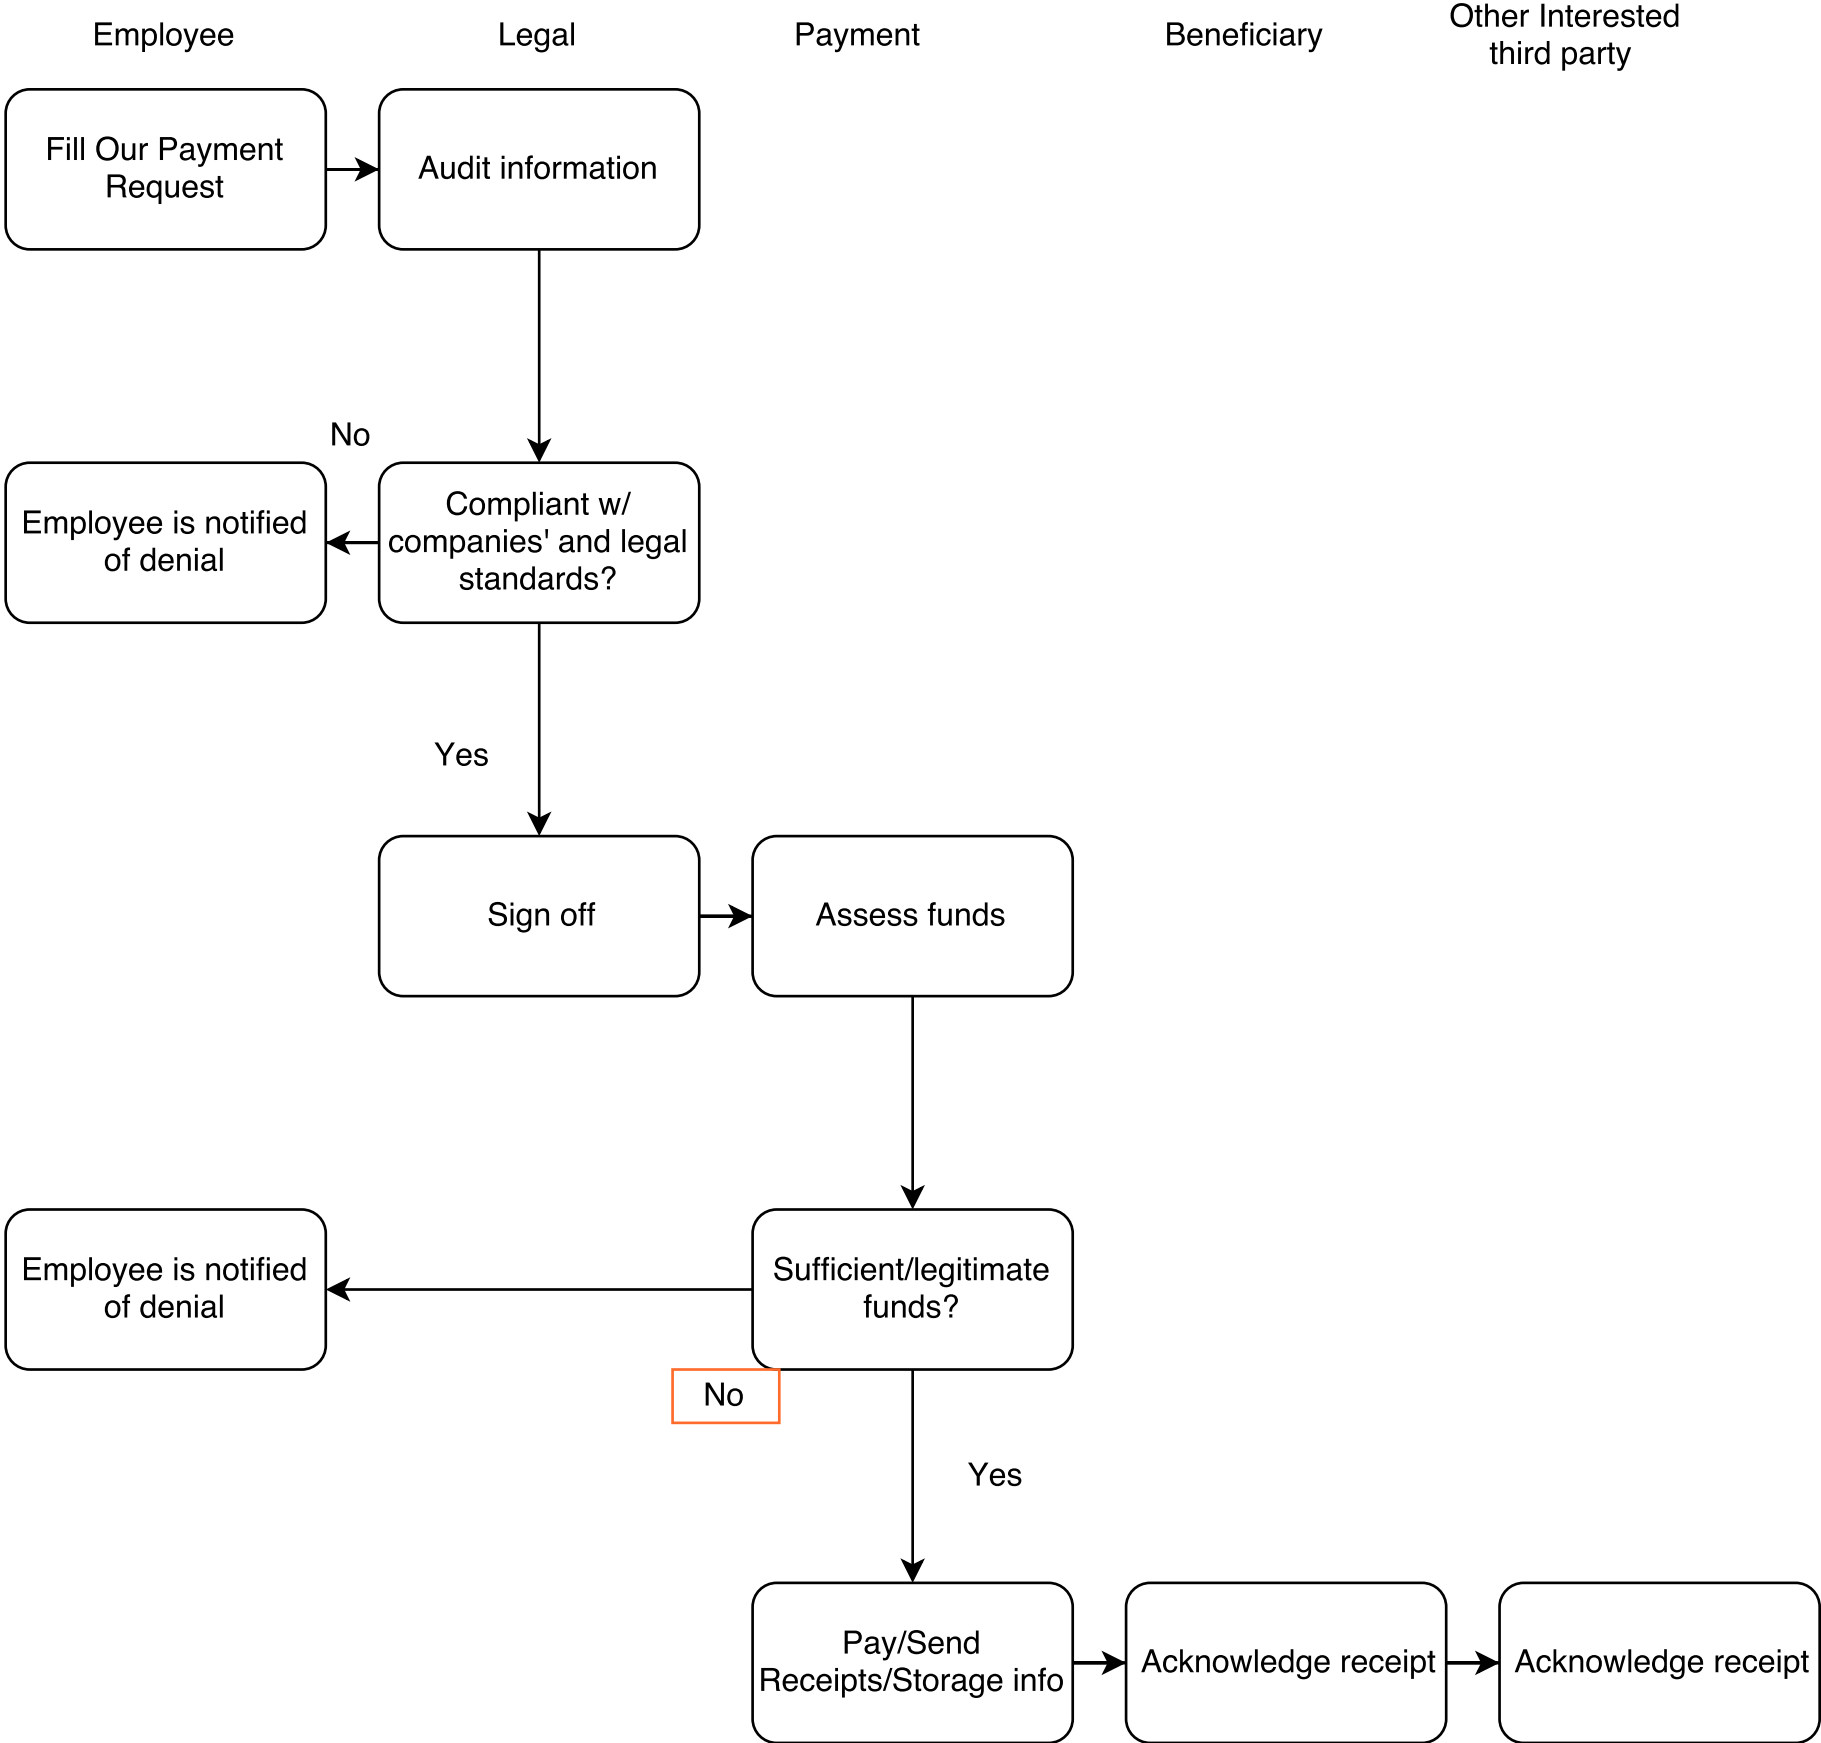 Employee
Legal
Payment
Beneficiary
Other Interested
third party
Fill Our Payment
Request
Audit information
No
Employee is notified
of denial
Compliant w/
companies' and legal
standards?
Yes
Sign off
Assess funds
Employee is notified
of denial
Sufficient/legitimate
funds?
No
Yes
Pay/Send
Receipts/Storage info
Acknowledge receipt
Acknowledge receipt